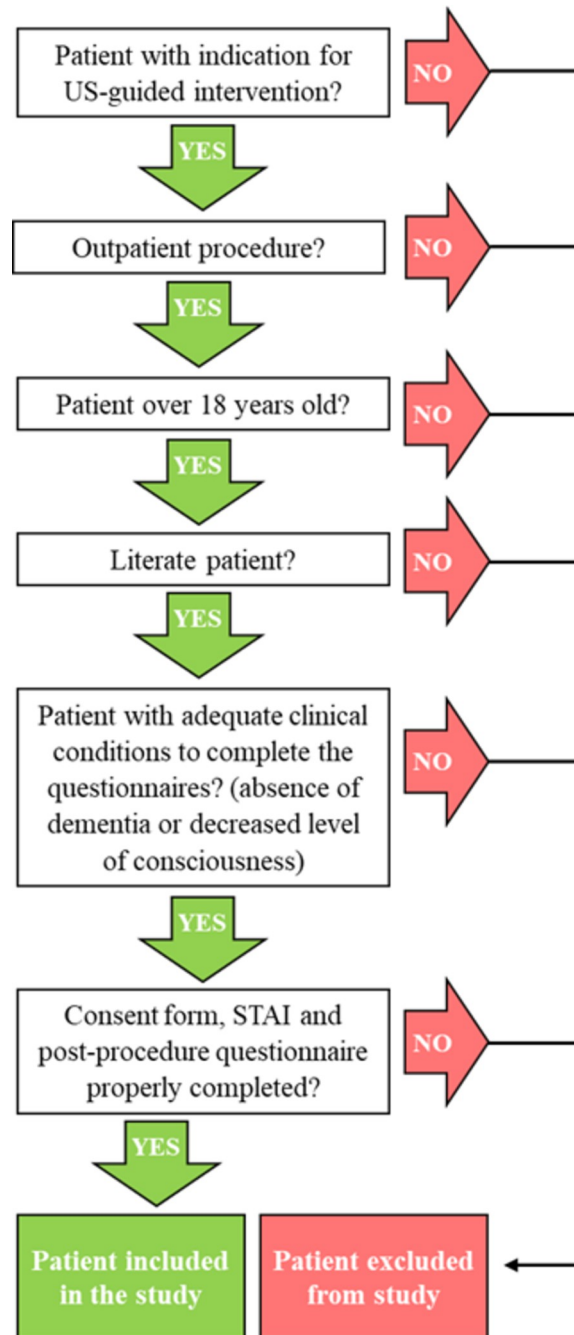 Patient with indication for
US-guided intervention?
NO
YES
Outpatient procedure?
NO
YES
Patient over 18 years old?
NO
YES
Literate patient?
NO
YES
Patient with adequate clinical
conditions to complete the
questionnaires? (absence of
dementia or decreased level
of consciousness)
NO
YES
Consent form, STAI and
post-procedure questionnaire
properly completed?
NO
YES
Patient included
in the study
Patient excluded
from study